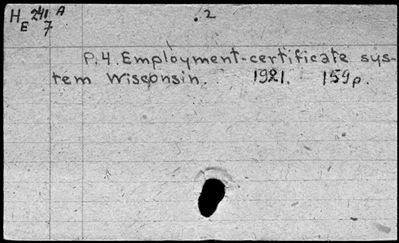 H 241 A .2
E 7
P.4. Employment-certificate sys-
tem Wisconsin. 1921. 159p.